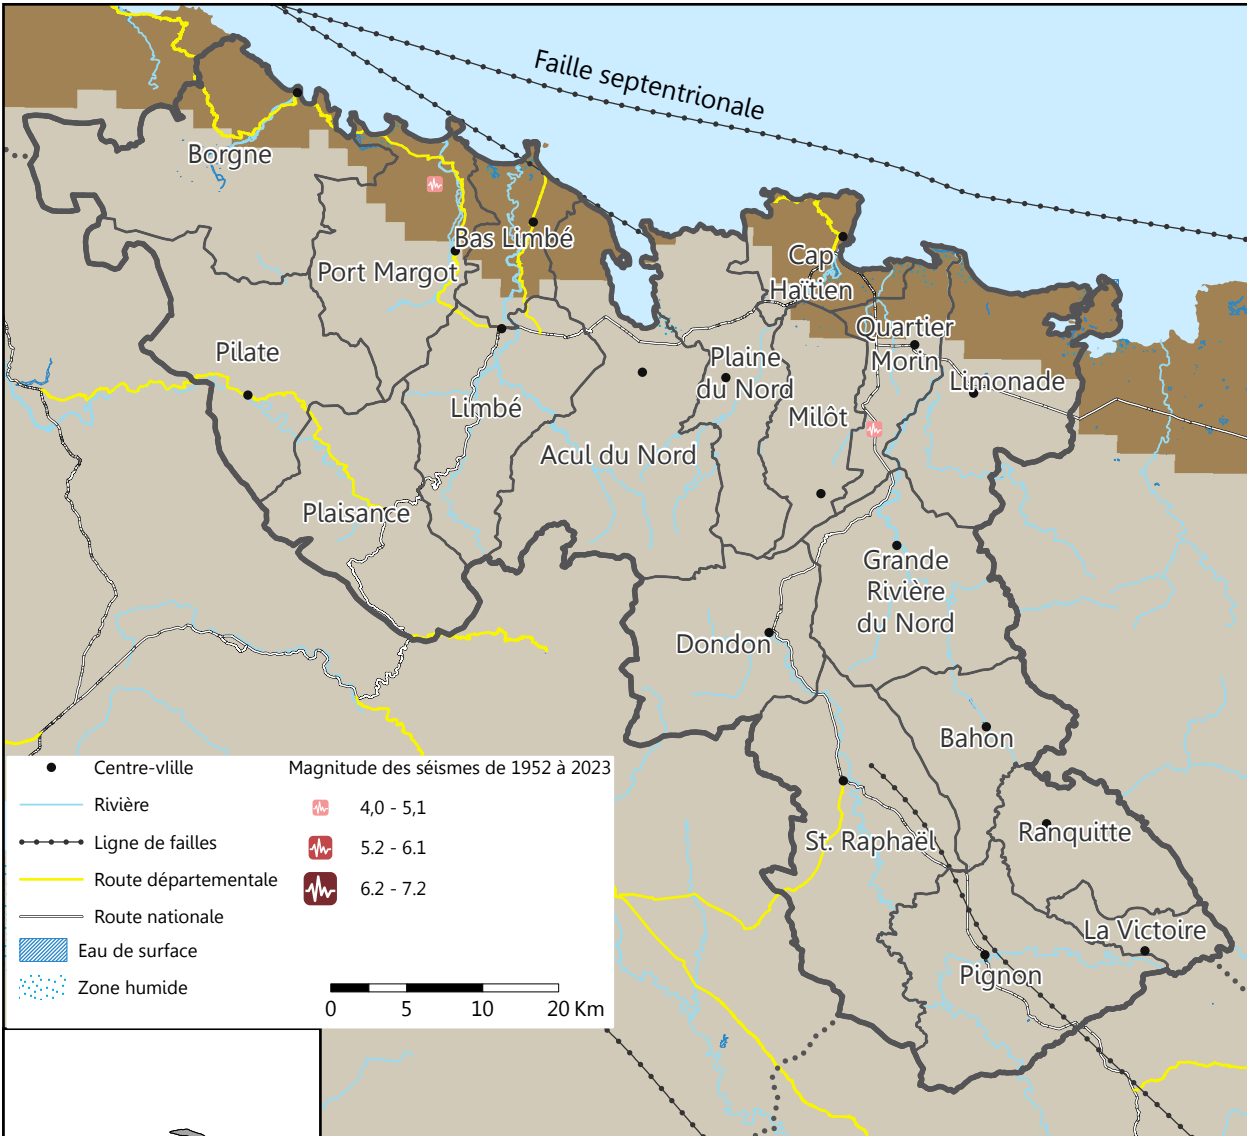 Faille septentrionale
Borgne
Bas Limbé
Port Margot
Cap
Haïtien
Quartier
Morin
Pilate
Plaine
du Nord
Limonade
Limbé
Milôt
Acul du Nord
Plaisance
Grande
Rivière
du Nord
Dondon
Bahon
Ranquitte
St. Raphaël
La Victoire
Pignon
Centre-vIlle
Rivière
Ligne de failles
Route départementale
Route nationale
Eau de surface
Zone humide
Magnitude des séismes de 1952 à 2023
4,0 - 5,1
5.2 - 6.1
6.2 - 7.2
0 5 10 20 Km